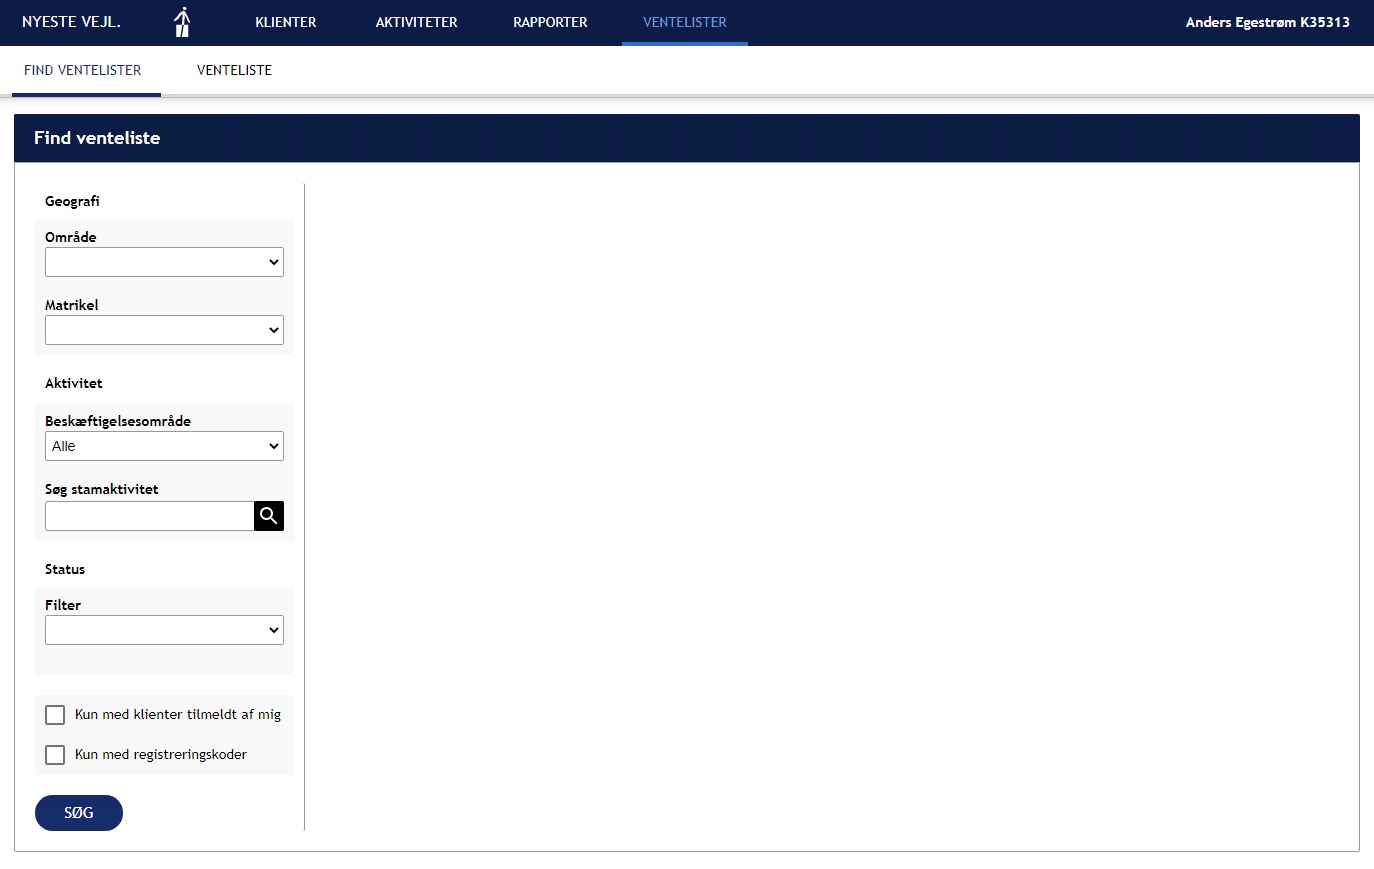 NYESTE VEJL.
KLIENTER
AKTIVITETER
RAPPORTER
VENTELISTER
Anders Egestrøm K35313
FIND VENTELISTER
VENTELISTE
Find venteliste
Geografi
Område
Matrikel
Aktivitet
Beskæftigelsesområde
Alle
Søg stamaktivitet
Status
Filter
Kun med klienter tilmeldt af mig
Kun med registreringskoder
SØG